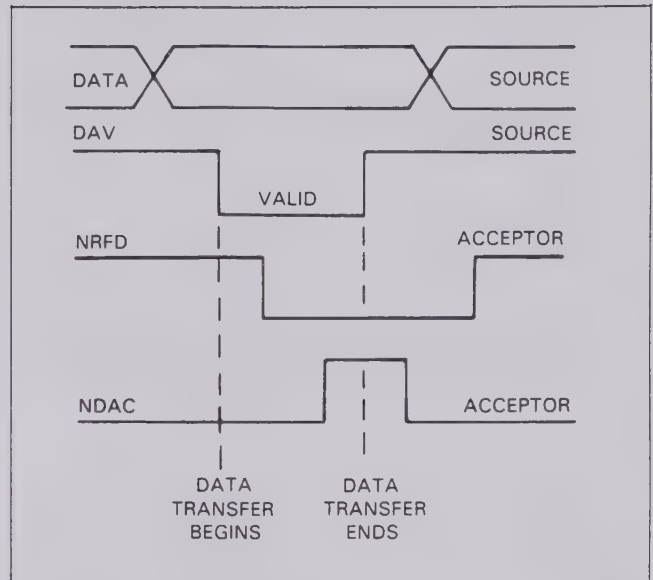 DATA SOURCE
DAV SOURCE
VALID
NRFD ACCEPTOR
NDAC ACCEPTOR
DATA TRANSFER BEGINS
DATA TRANSFER ENDS